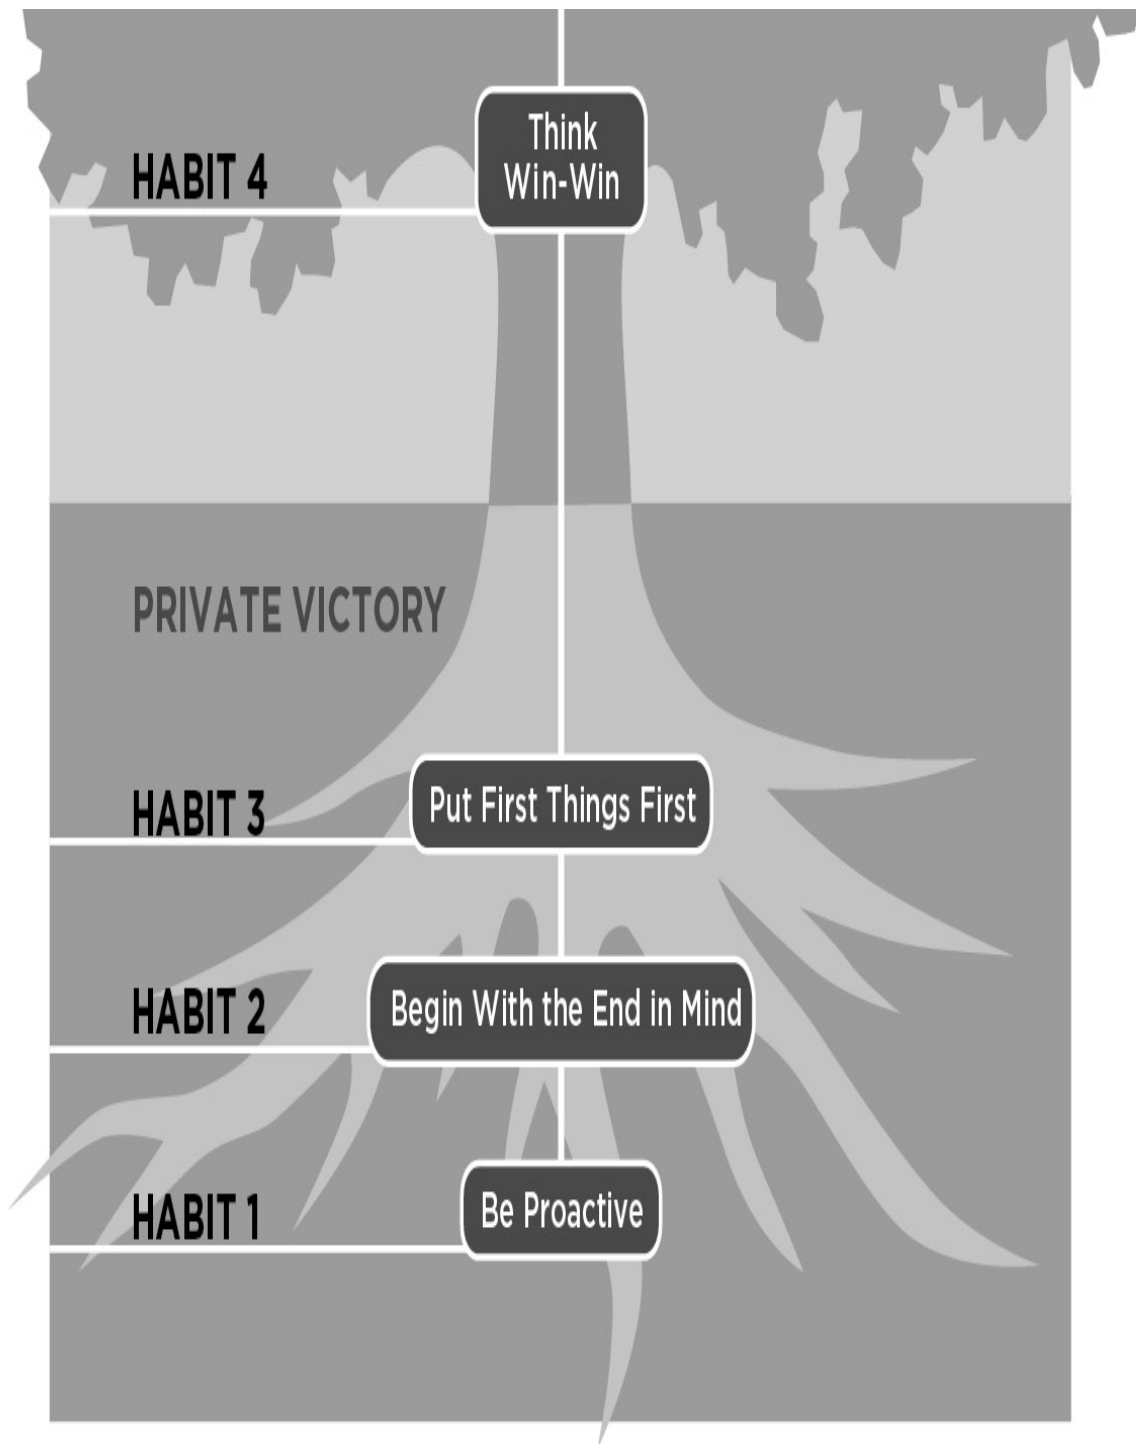 HABIT 4
Think
Win-Win
PRIVATE VICTORY
HABIT 3
Put First Things First
HABIT 2
Begin With the End in Mind
HABIT 1
Be Proactive